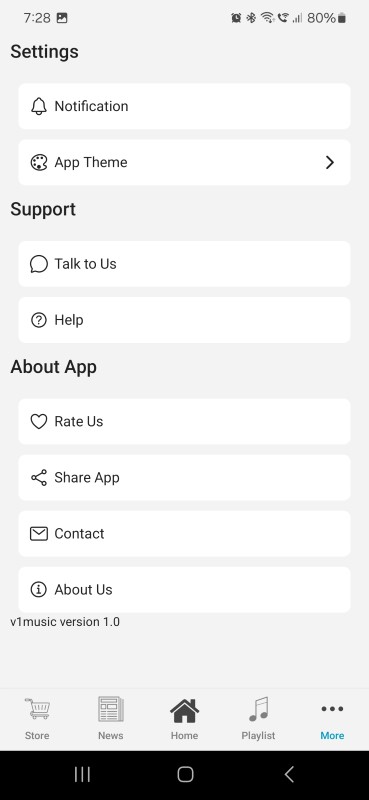 7:28 80%
Settings
Notification
App Theme
Support
Talk to Us
Help
About App
Rate Us
Share App
Contact
About Us
v1music version 1.0
Store News Home Playlist More